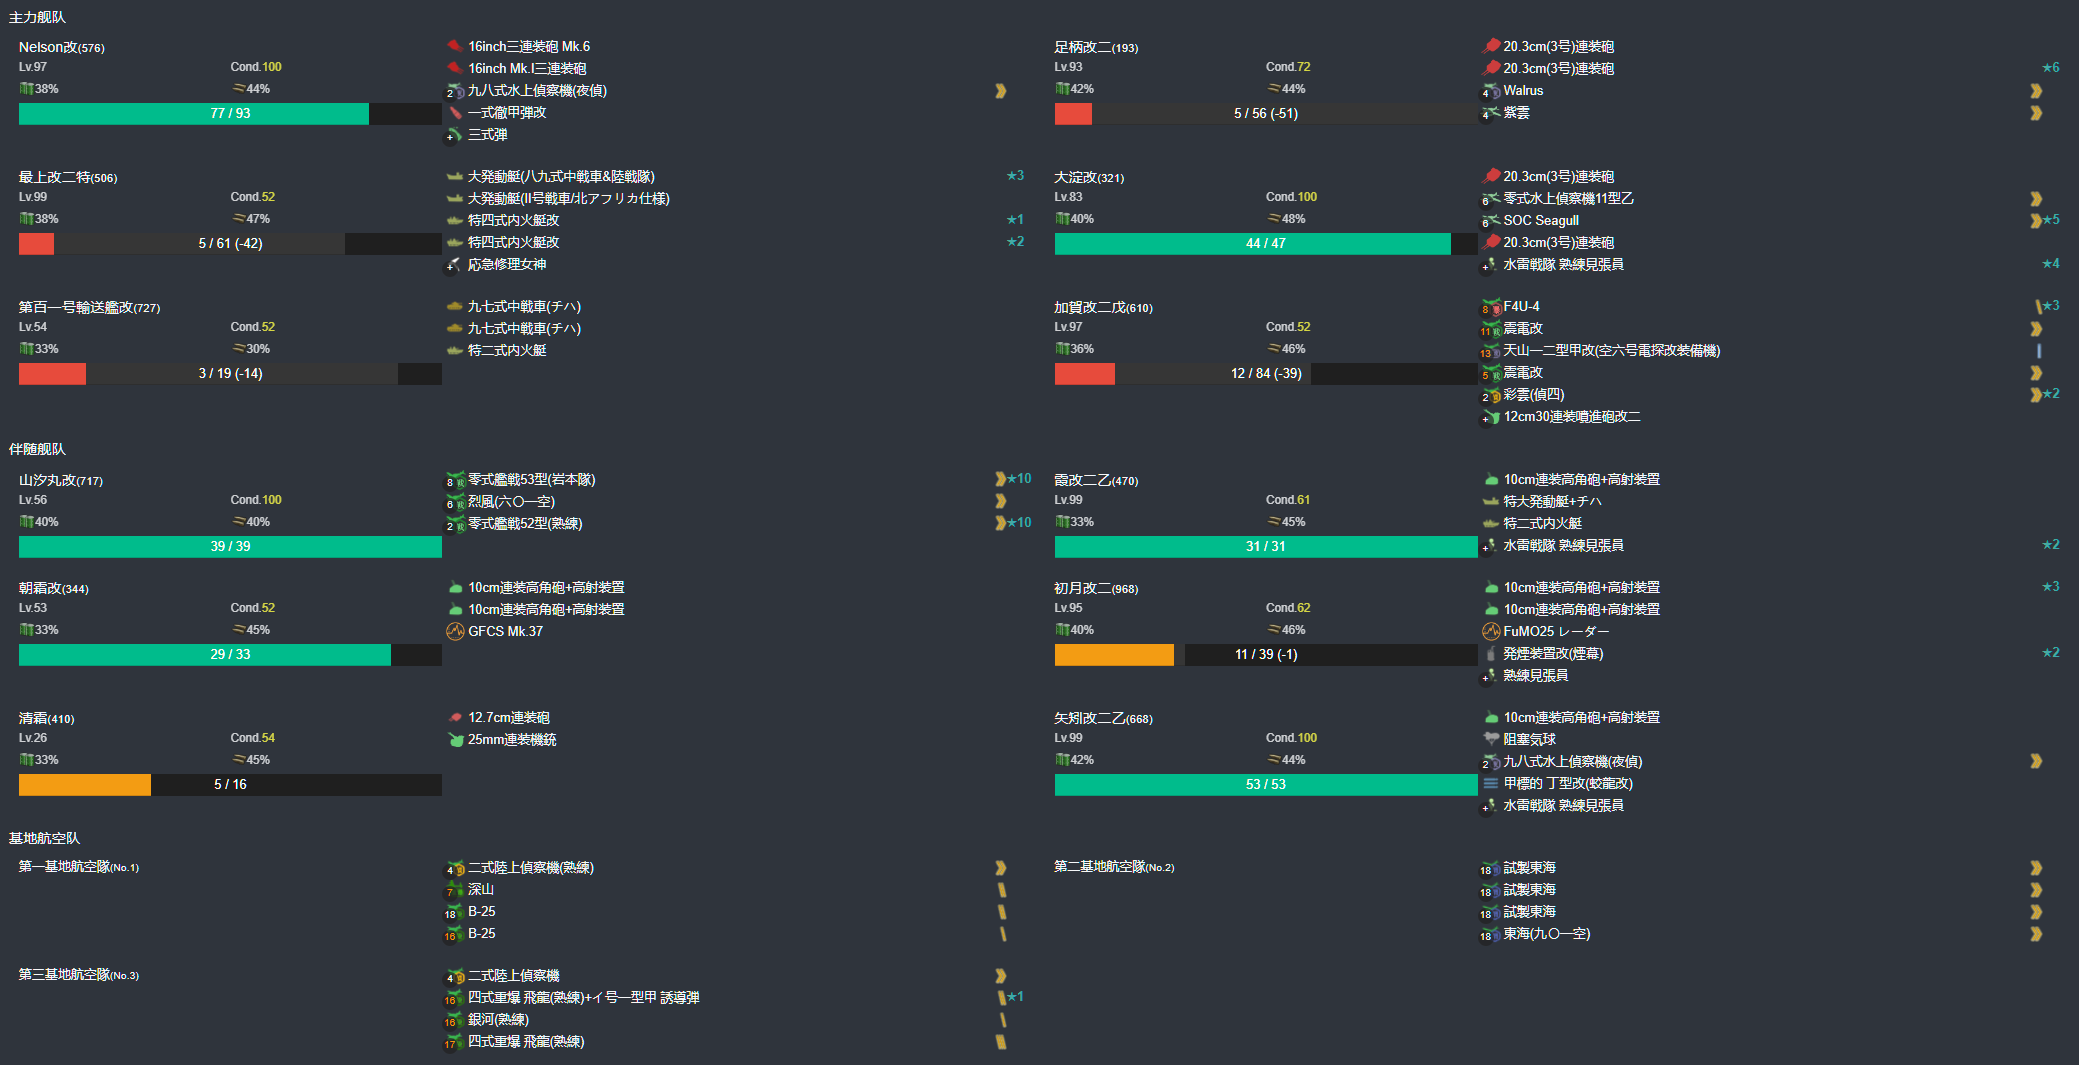 主力舰队
Nelson改(576)
Lv.97 Cond.100
38% 44%
77 / 93
16inch三連装砲 Mk.6
16inch Mk.I三連装砲
2 九八式水上偵察機(夜偵)
一式徹甲弾改
+ 三式弾
足柄改二(193)
Lv.93 Cond.72
42% 44%
5 / 56 (-51)
20.3cm(3号)連装砲
20.3cm(3号)連装砲 ★6
4 Walrus
4 紫雲
最上改二特(506)
Lv.99 Cond.52
38% 47%
5 / 61 (-42)
大発動艇(八九式中戦車&陸戦隊) ★3
大発動艇(II号戦車/北アフリカ仕様)
特四式内火艇改 ★1
特四式内火艇改 ★2
+ 応急修理女神
大淀改(321)
Lv.83 Cond.100
40% 48%
44 / 47
20.3cm(3号)連装砲
6 零式水上偵察機11型乙
6 SOC Seagull ★5
20.3cm(3号)連装砲
+ 水雷戦隊 熟練見張員 ★4
第百一号輸送艦改(727)
Lv.54 Cond.52
33% 30%
3 / 19 (-14)
九七式中戦車(チハ)
九七式中戦車(チハ)
特二式内火艇
加賀改二戊(610)
Lv.97 Cond.52
36% 46%
12 / 84 (-39)
8 F4U-4 ★3
11 震電改
13 天山一二型甲改(空六号電探改装備機)
5 震電改
2 彩雲(偵四) ★2
+ 12cm30連装噴進砲改二
伴随舰队
山汐丸改(717)
Lv.56 Cond.100
40% 40%
39 / 39
8 零式艦戦53型(岩本隊) ★10
6 烈風(六〇一空)
2 零式艦戦52型(熟練) ★10
霞改二乙(470)
Lv.99 Cond.61
33% 45%
31 / 31
10cm連装高角砲+高射装置
特大発動艇+チハ
特二式内火艇
+ 水雷戦隊 熟練見張員 ★2
朝霜改(344)
Lv.53 Cond.52
33% 45%
29 / 33
10cm連装高角砲+高射装置
10cm連装高角砲+高射装置
GFCS Mk.37
初月改二(968)
Lv.95 Cond.62
40% 46%
11 / 39 (-1)
10cm連装高角砲+高射装置 ★3
10cm連装高角砲+高射装置
FuMO25 レーダー
発煙装置改(煙幕) ★2
+ 熟練見張員
清霜(410)
Lv.26 Cond.54
33% 45%
5 / 16
12.7cm連装砲
25mm連装機銃
矢矧改二乙(668)
Lv.99 Cond.100
42% 44%
53 / 53
10cm連装高角砲+高射装置
阻塞気球
2 九八式水上偵察機(夜偵)
甲標的 丁型改(蛟龍改)
+ 水雷戦隊 熟練見張員
基地航空队
第一基地航空隊(No.1)
4 二式陸上偵察機(熟練)
7 深山
18 B-25
16 B-25
第二基地航空隊(No.2)
18 試製東海
18 試製東海
18 試製東海
18 東海(九〇一空)
第三基地航空隊(No.3)
4 二式陸上偵察機
16 四式重爆 飛龍(熟練)+イ号一型甲 誘導弾 ★1
16 銀河(熟練)
17 四式重爆 飛龍(熟練)